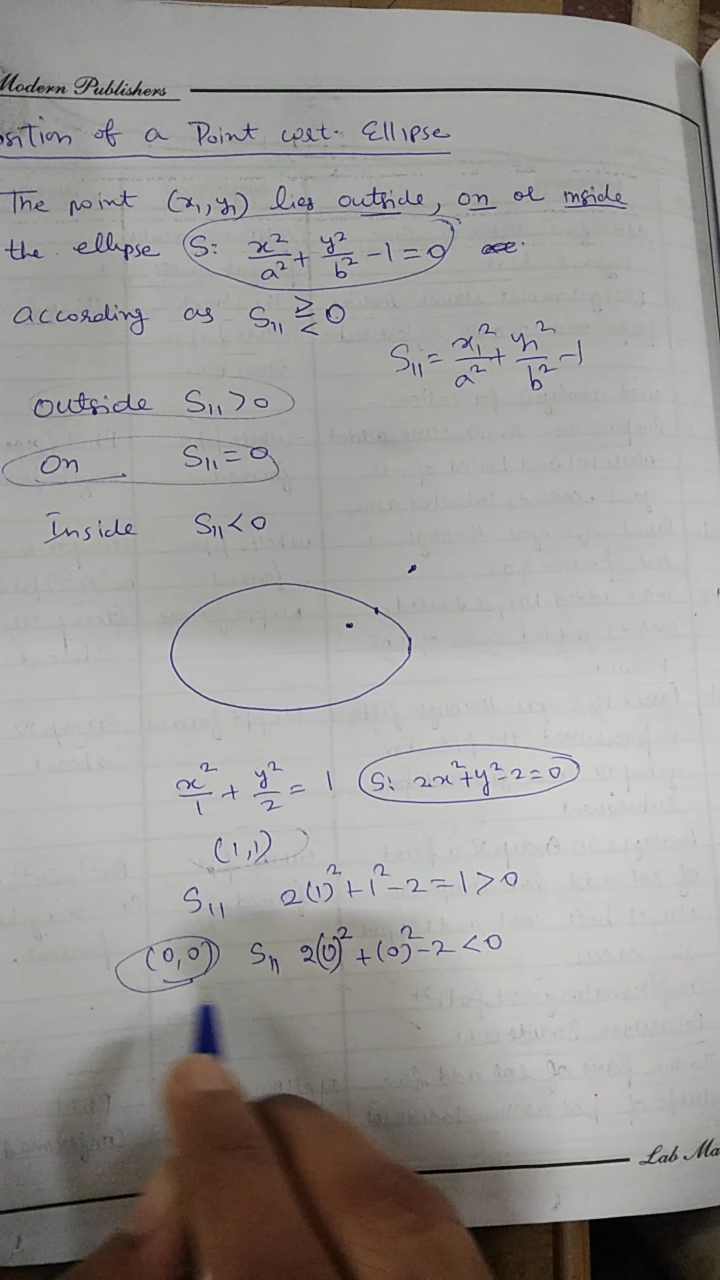 Modern Publishers
osition of a Point wrt. Ellipse
The point (x₁,y₁) lies outside, on or inside
the ellipse S: x²/a² + y²/b² -1=0
according as S₁₁ ⪌ 0
S₁₁ = x₁²/a² + y₁²/b² -1
Outside S₁₁ >0
On S₁₁=0
Inside S₁₁<0
x²/1 + y²/2 = 1 S: 2x²+y²-2=0
(1,1)
S₁₁ 2(1)²+1²-2=1>0
(0,0) S₁₁ 2(0)²+(0)²-2<0
Lab Ma